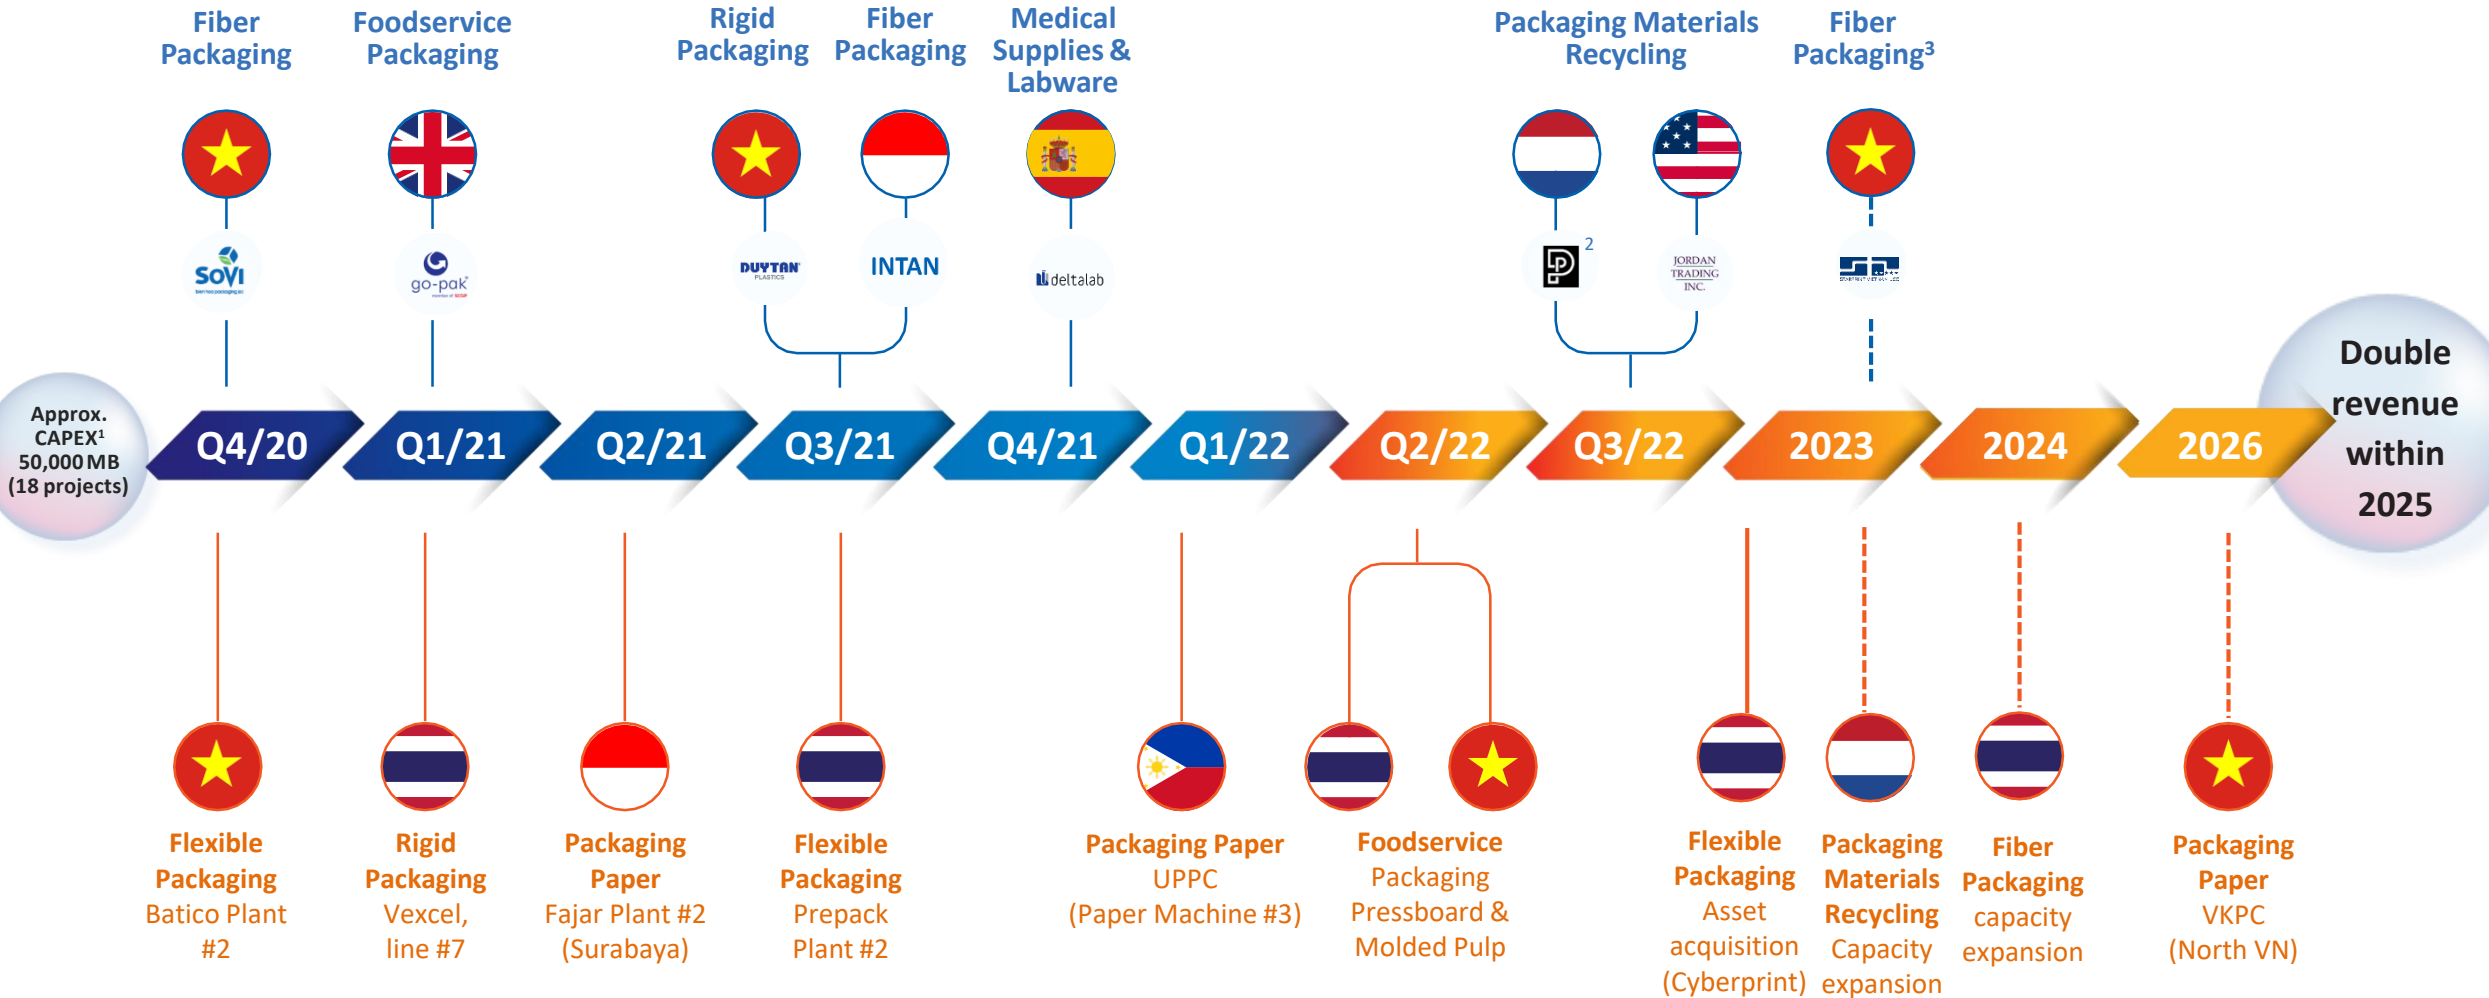 Fiber
Packaging
Foodservice
Packaging
Rigid
Packaging
Fiber
Packaging
Medical
Supplies &
Labware
Packaging Materials
Recycling
Fiber
Packaging³
SOVI
go-pak
member of SCGP
DUYTAN
PLASTICS
INTAN
deltalab
2
JORDAN
TRADING
INC.
Approx.
CAPEX¹
50,000 MB
(18 projects)
Q4/20
Q1/21
Q2/21
Q3/21
Q4/21
Q1/22
Q2/22
Q3/22
2023
2024
2026
Double
revenue
within
2025
Flexible
Packaging
Batico Plant
#2
Rigid
Packaging
Vexcel,
line #7
Packaging
Paper
Fajar Plant #2
(Surabaya)
Flexible
Packaging
Prepack
Plant #2
Packaging Paper
UPPC
(Paper Machine #3)
Foodservice
Packaging
Pressboard &
Molded Pulp
Flexible
Packaging
Asset
acquisition
(Cyberprint)
Packaging
Materials
Recycling
Capacity
expansion
Fiber
Packaging
capacity
expansion
Packaging
Paper
VKPC
(North VN)